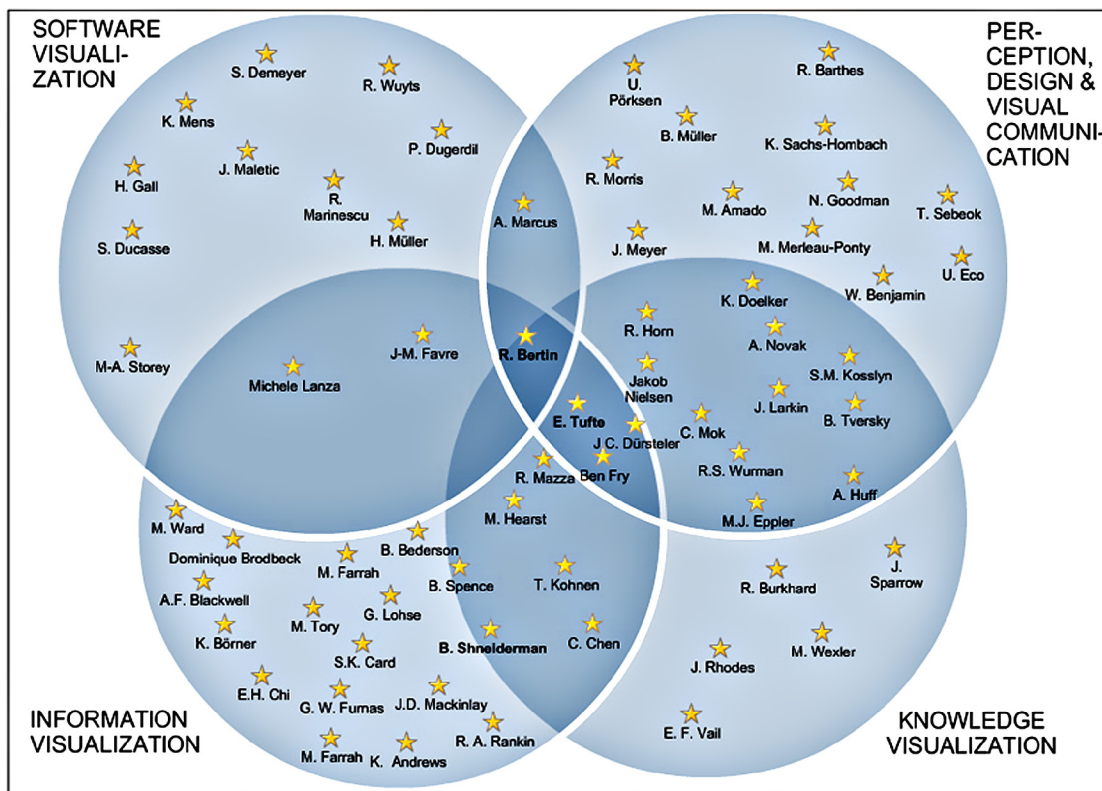 SOFTWARE
VISUALI-
ZATION
PER-
CEPTION,
DESIGN &
VISUAL
COMMUNI-
CATION
S. Demeyer
R. Wuyts
K. Mens
P. Dugerdil
J. Maletic
H. Gall
R.
Marinescu
S. Ducasse
H. Müller
M-A. Storey
A. Marcus
U.
Pörksen
R. Barthes
B. Müller
K. Sachs-Hombach
R. Morris
M. Amado
N. Goodman
T. Sebeok
J. Meyer
M. Merleau-Ponty
U. Eco
W. Benjamin
J-M. Favre
Michele Lanza
R. Bertin
K. Doelker
R. Horn
A. Novak
Jakob
Nielsen
S.M. Kosslyn
J. Larkin
B. Tversky
E. Tufte
J C. Dürsteler
C. Mok
R.S. Wurman
Ben Fry
A. Huff
M.J. Eppler
R. Mazza
M. Hearst
M. Ward
Dominique Brodbeck
B. Bederson
M. Farrah
B. Spence
T. Kohnen
A.F. Blackwell
G. Lohse
M. Tory
K. Börner
S.K. Card
B. Shneiderman
C. Chen
E.H. Chi
G. W. Furnas
J.D. Mackinlay
R. A. Rankin
M. Farrah
K. Andrews
J.
Sparrow
R. Burkhard
M. Wexler
J. Rhodes
E. F. Vail
INFORMATION
VISUALIZATION
KNOWLEDGE
VISUALIZATION